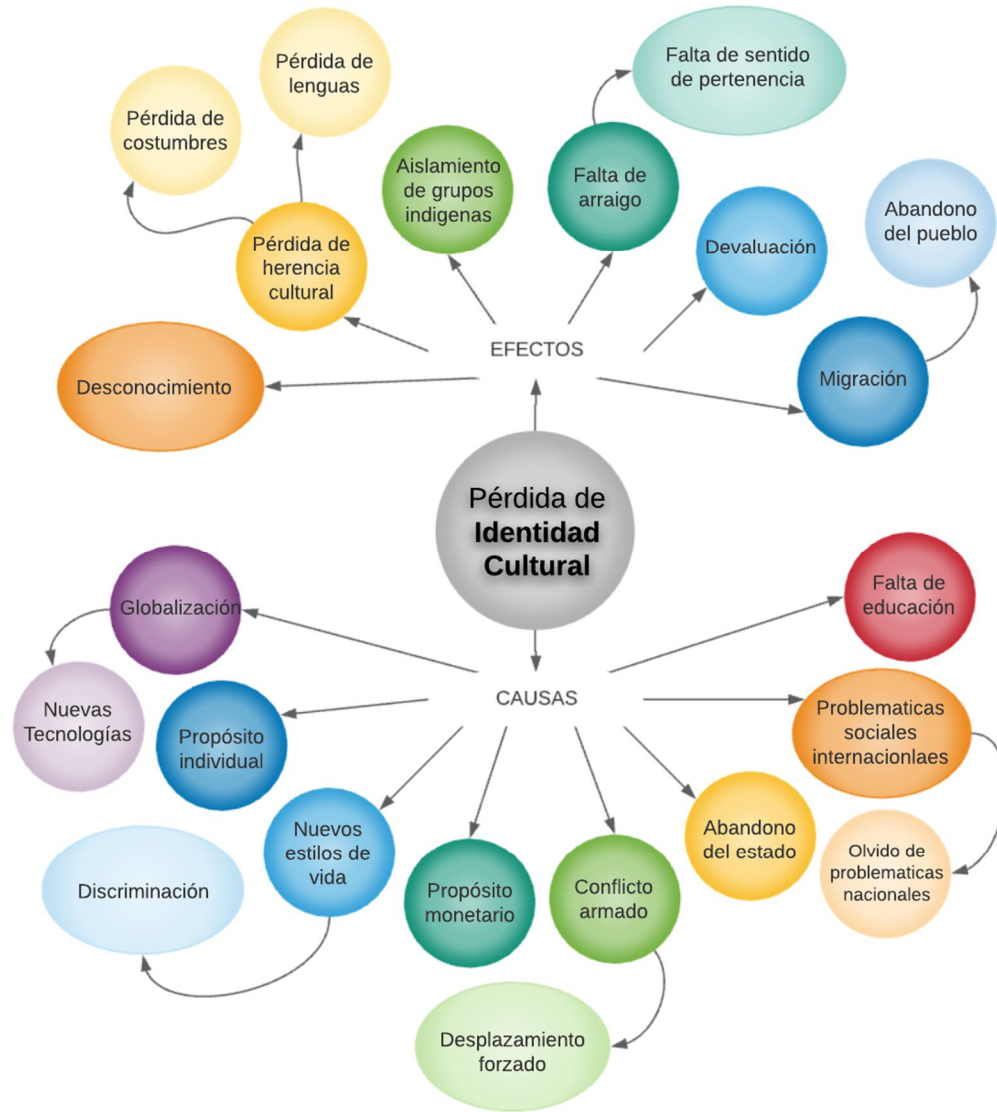 Falta de sentido
de pertenencia
Pérdida de
lenguas
Pérdida de
costumbres
Aislamiento
de grupos
indigenas
Falta de
arraigo
Abandono
del pueblo
Pérdida de
herencia
cultural
Devaluación
EFECTOS
Desconocimiento
Migración
Pérdida de
Identidad
Cultural
Globalización
Falta de
educación
CAUSAS
Nuevas
Tecnologías
Propósito
individual
Problematicas
sociales
internacionlaes
Nuevos
estilos de
vida
Abandono
del estado
Olvido de
problematicas
nacionales
Discriminación
Propósito
monetario
Conflicto
armado
Desplazamiento
forzado